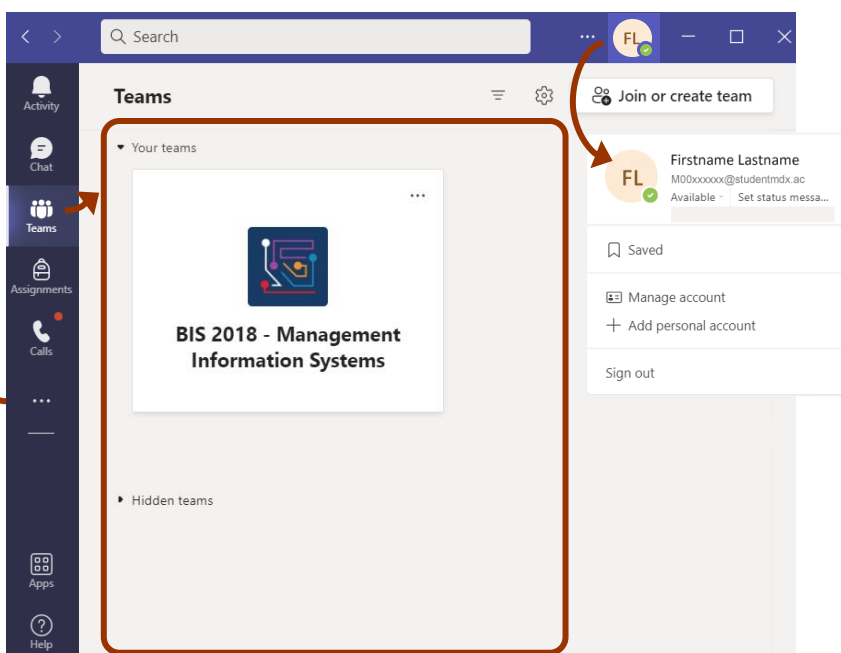 Search
FL
Activity
Chat
Teams
Assignments
Calls
Apps
Help
Teams
Join or create team
Your teams
BIS 2018 - Management
Information Systems
Hidden teams
FL
Firstname Lastname
M00xxxxxx@studentmdx.ac
Available
Set status messa...
Saved
Manage account
Add personal account
Sign out